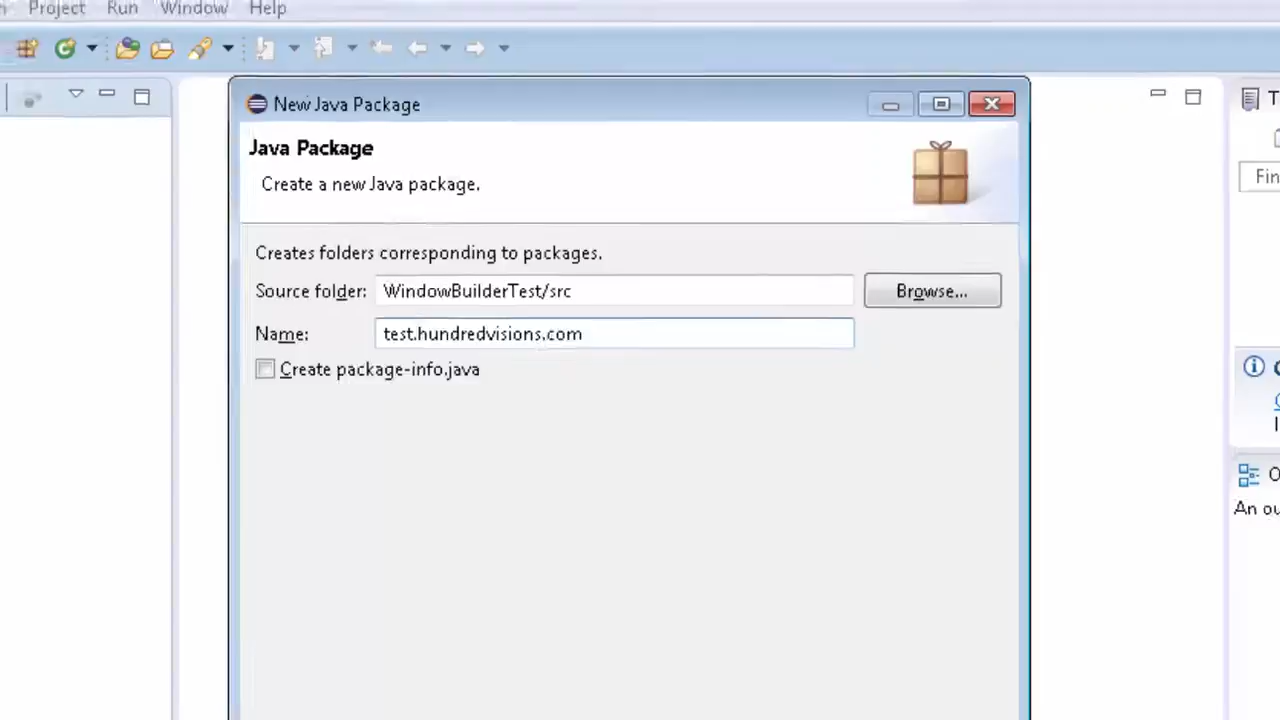 Project Run Window Help
New Java Package
Java Package
Create a new Java package.
Creates folders corresponding to packages.
Source folder: WindowBuilderTest/src Browse...
Name: test.hundredvisions.com
Create package-info.java
Fin
An ou